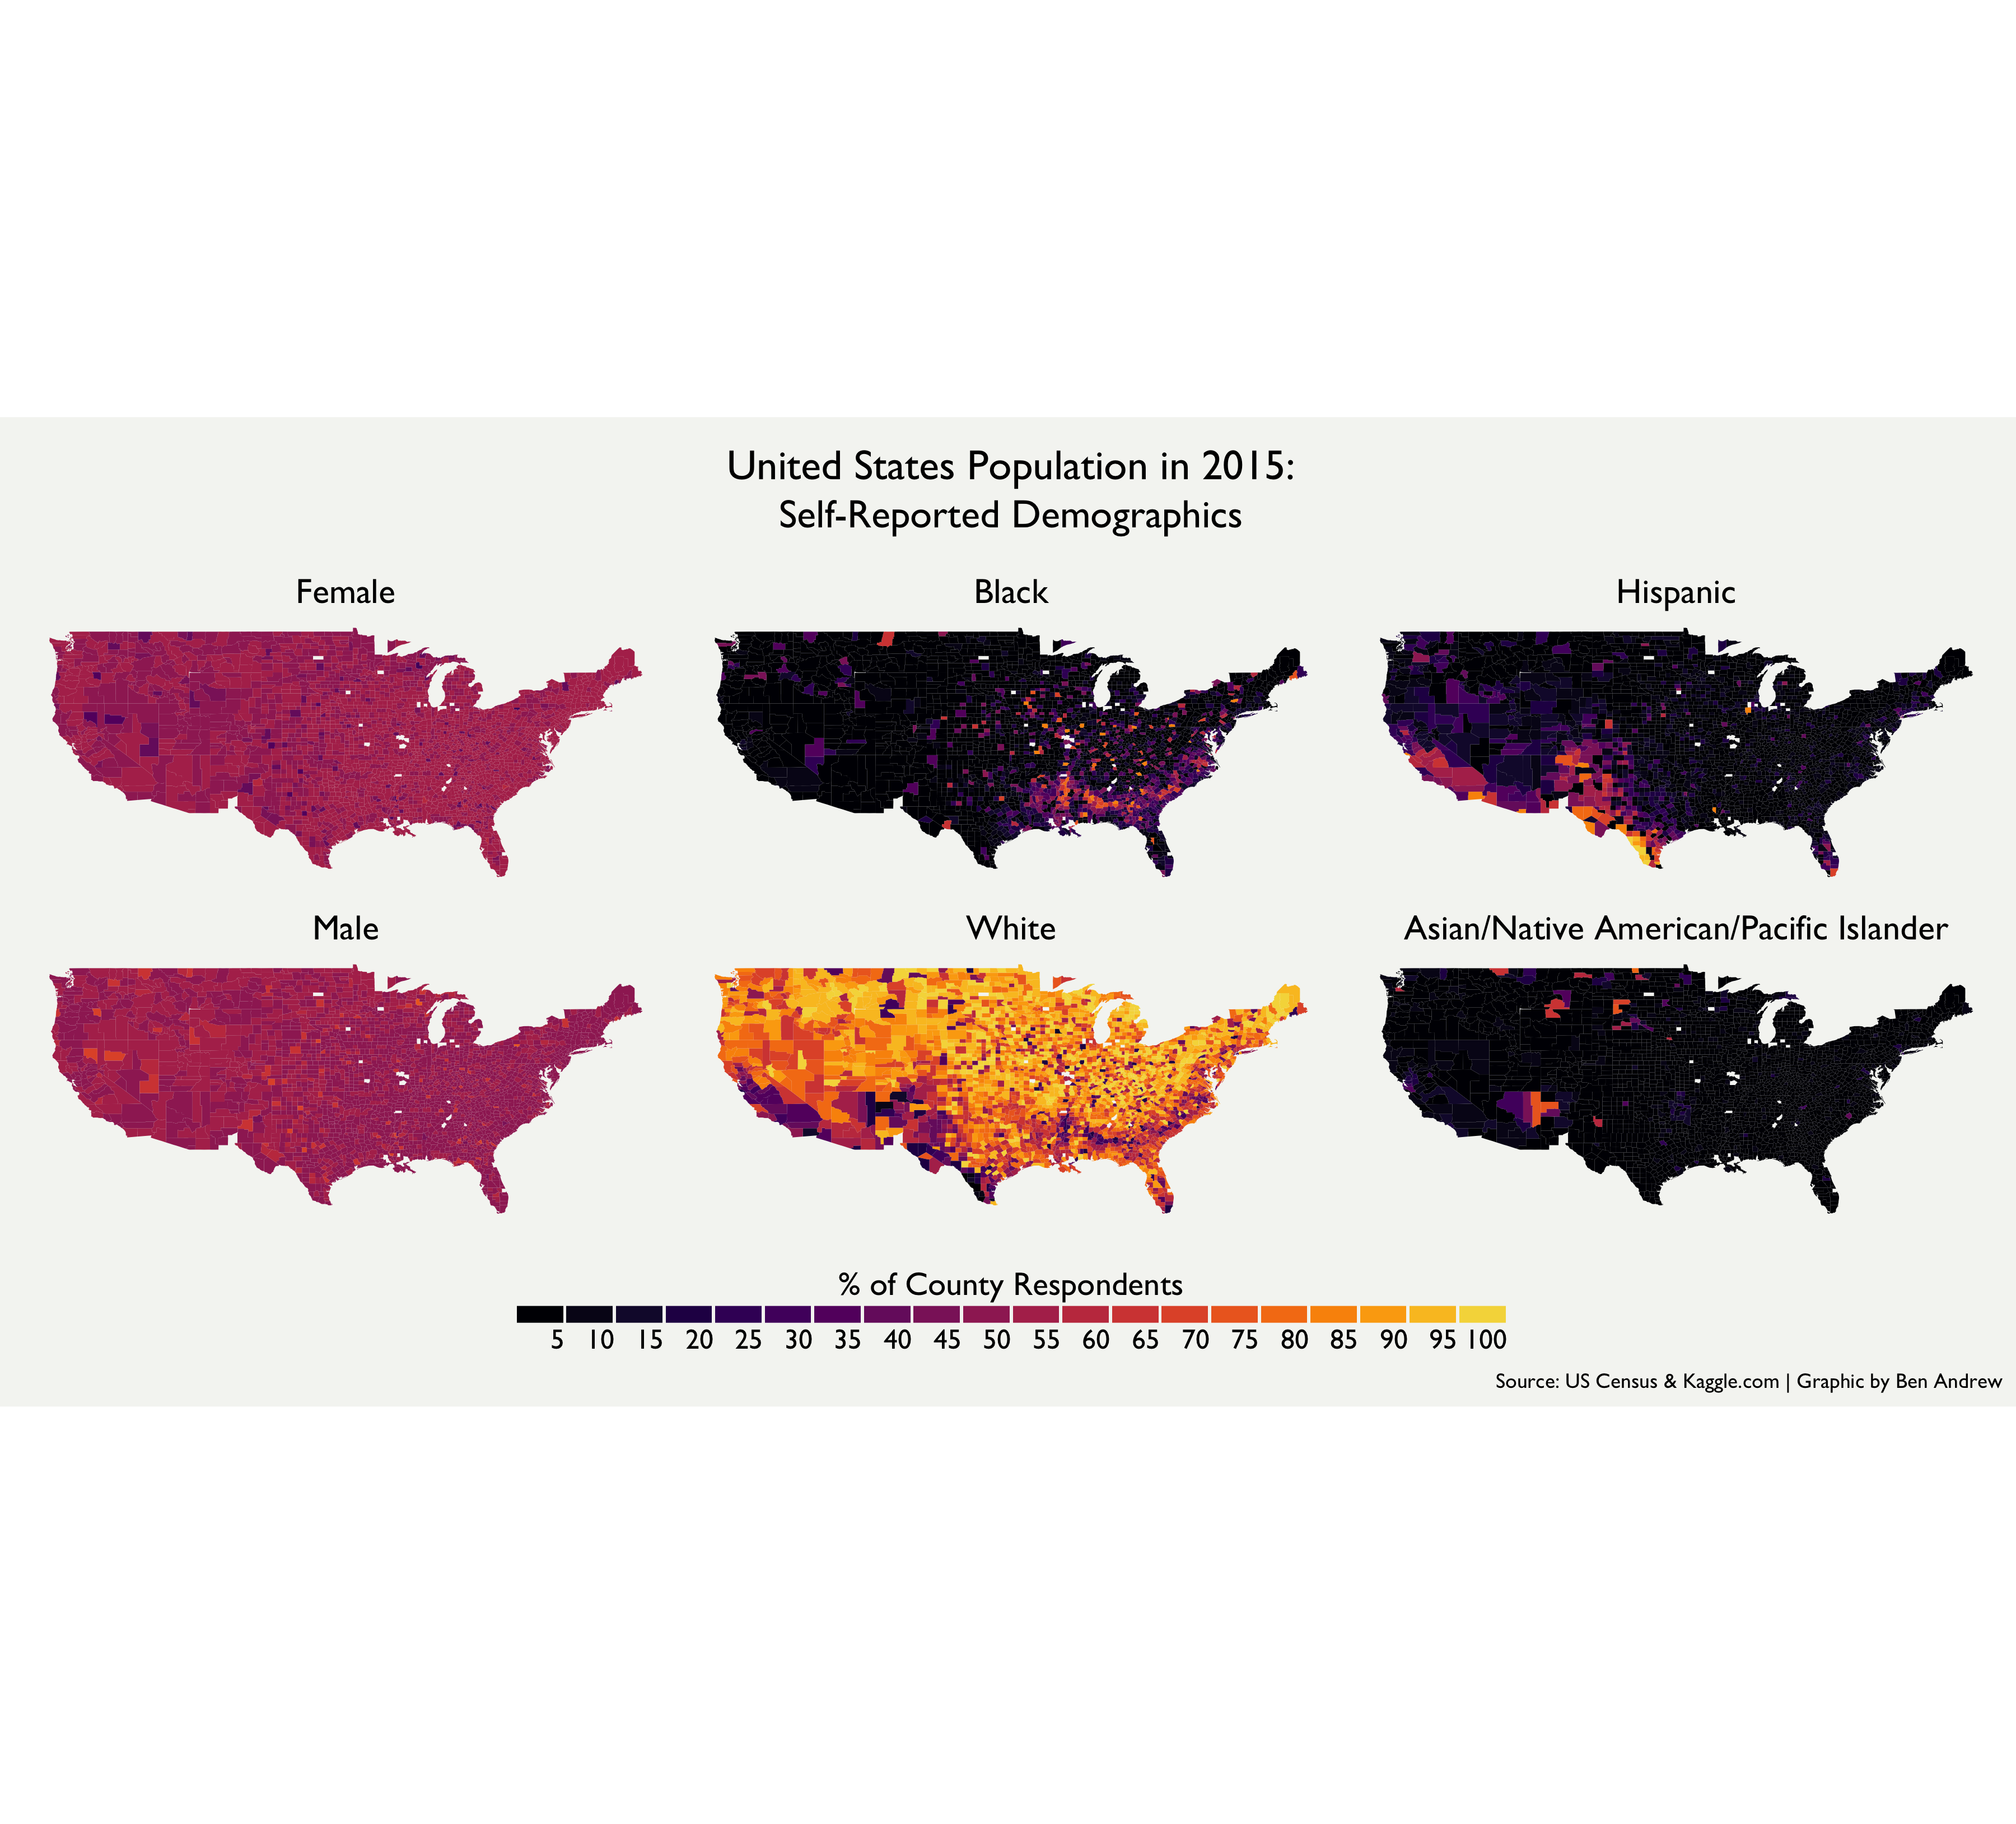 United States Population in 2015:
Self-Reported Demographics
Female
Black
Hispanic
Male
White
Asian/Native American/Pacific Islander
% of County Respondents
5 10 15 20 25 30 35 40 45 50 55 60 65 70 75 80 85 90 95 100
Source: US Census & Kaggle.com | Graphic by Ben Andrew